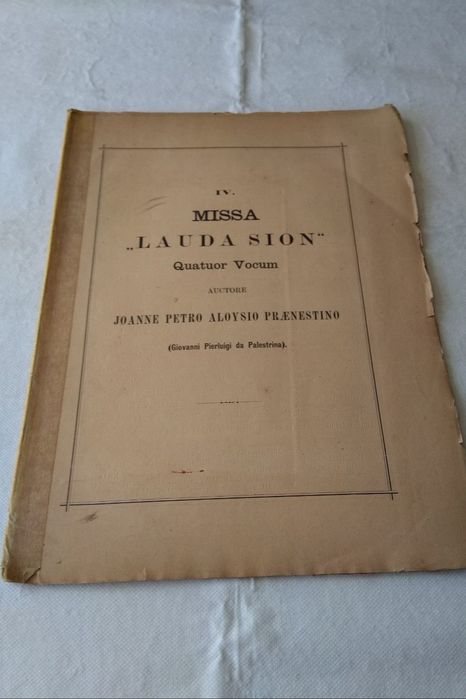 IV.
MISSA
„LAUDA SION“
Quatuor Vocum
AUCTORE
JOANNE PETRO ALOYSIO PRÆNESTINO
(Giovanni Pierluigi da Palestrina).